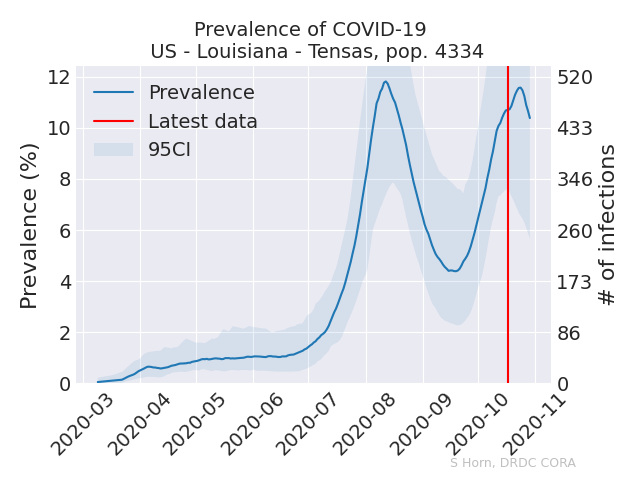 Prevalence of COVID-19
US - Louisiana - Tensas, pop. 4334
Prevalence
Latest data
95CI
Prevalence (%)
12
10
8
6
4
2
0
520
433
346
260
173
86
0
# of infections
2020-03
2020-04
2020-05
2020-06
2020-07
2020-08
2020-09
2020-10
2020-11
S Horn, DRDC CORA